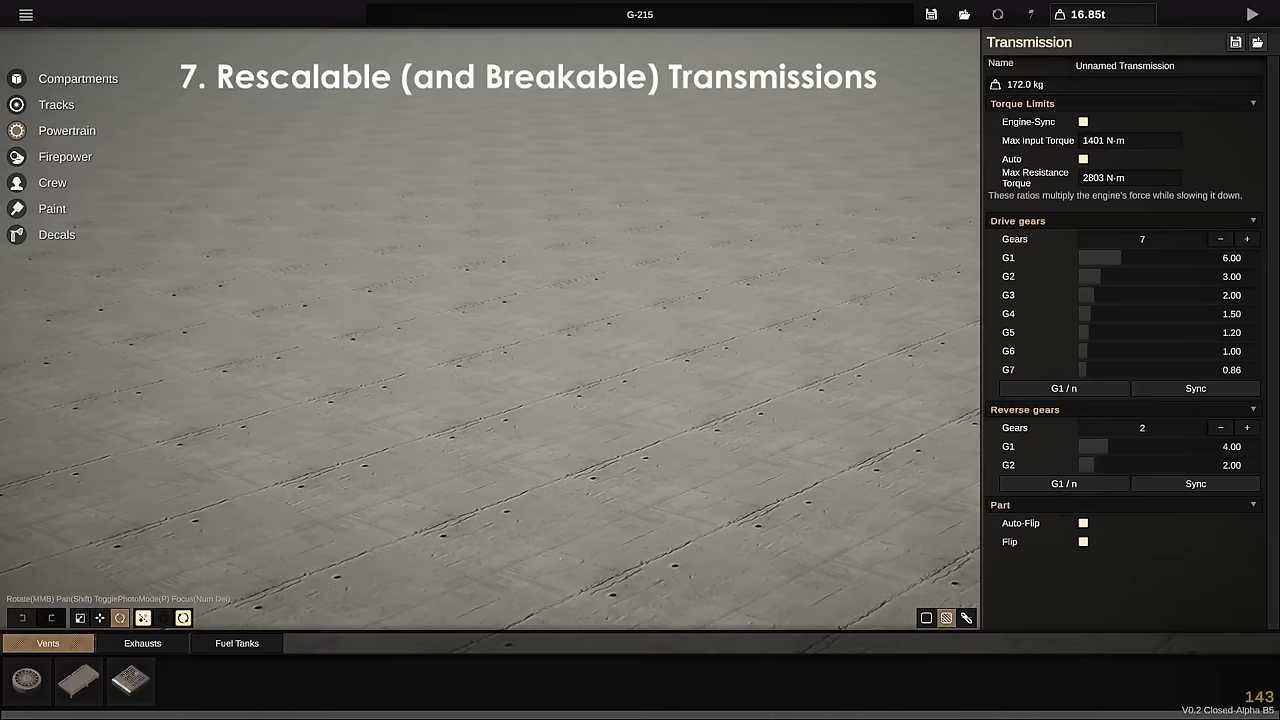 G-215
16.85t
7. Rescalable (and Breakable) Transmissions
Compartments
Tracks
Powertrain
Firepower
Crew
Paint
Decals
Transmission
Name Unnamed Transmission
172.0 kg
Torque Limits
Engine-Sync
Max Input Torque 1401 N·m
Auto
Max Resistance
Torque 2803 N·m
These ratios multiply the engine's force while slowing it down.
Drive gears
Gears 7 − +
G1 6.00
G2 3.00
G3 2.00
G4 1.50
G5 1.20
G6 1.00
G7 0.86
G1 / n Sync
Reverse gears
Gears 2 − +
G1 4.00
G2 2.00
G1 / n Sync
Part
Auto-Flip
Flip
Rotate(MMB) Pan(Shift) TogglePhotoMode(P) Focus(Num Del)
Vents Exhausts Fuel Tanks
143
V0.2 Closed-Alpha B5